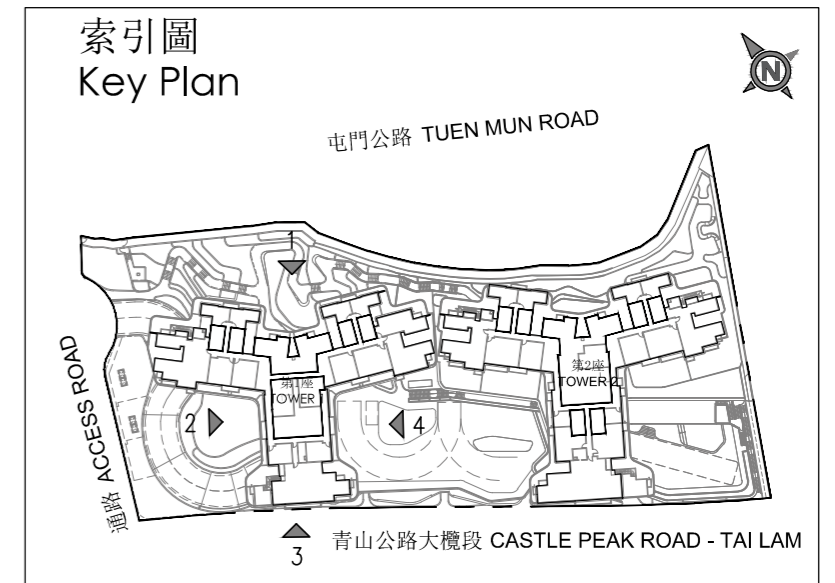 索引圖
Key Plan
N
屯門公路 TUEN MUN ROAD
1
第1座
TOWER 1
第2座
TOWER 2
2
4
通路 ACCESS ROAD
3
青山公路大欖段 CASTLE PEAK ROAD - TAI LAM